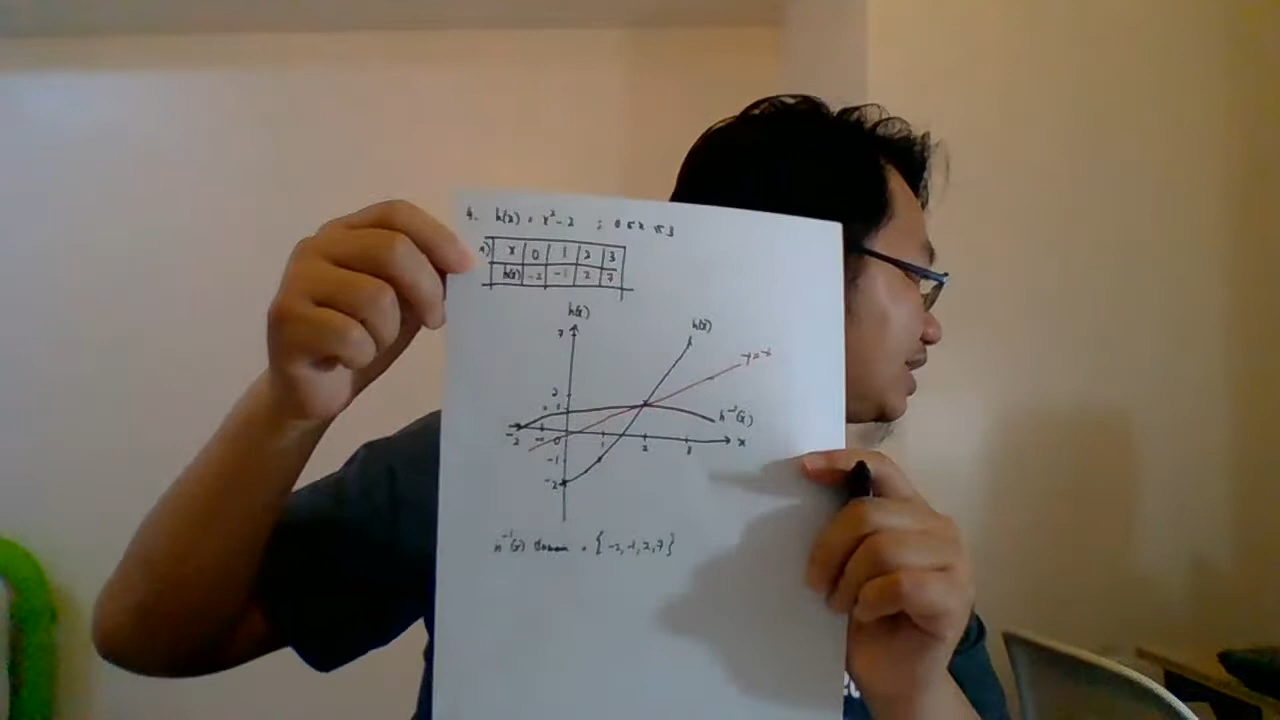 4. h(x) = x² - 2 ; 0 ≤ x ≤ 3
a) x 0 1 2 3
h(x) -2 -1 2 7
h(x)
7
h(x)
y = x
2
1
h⁻¹(x)
-2 -1 0 1 2 3 x
-1
-2
h⁻¹(x) domain = {-2, -1, 2, 7}